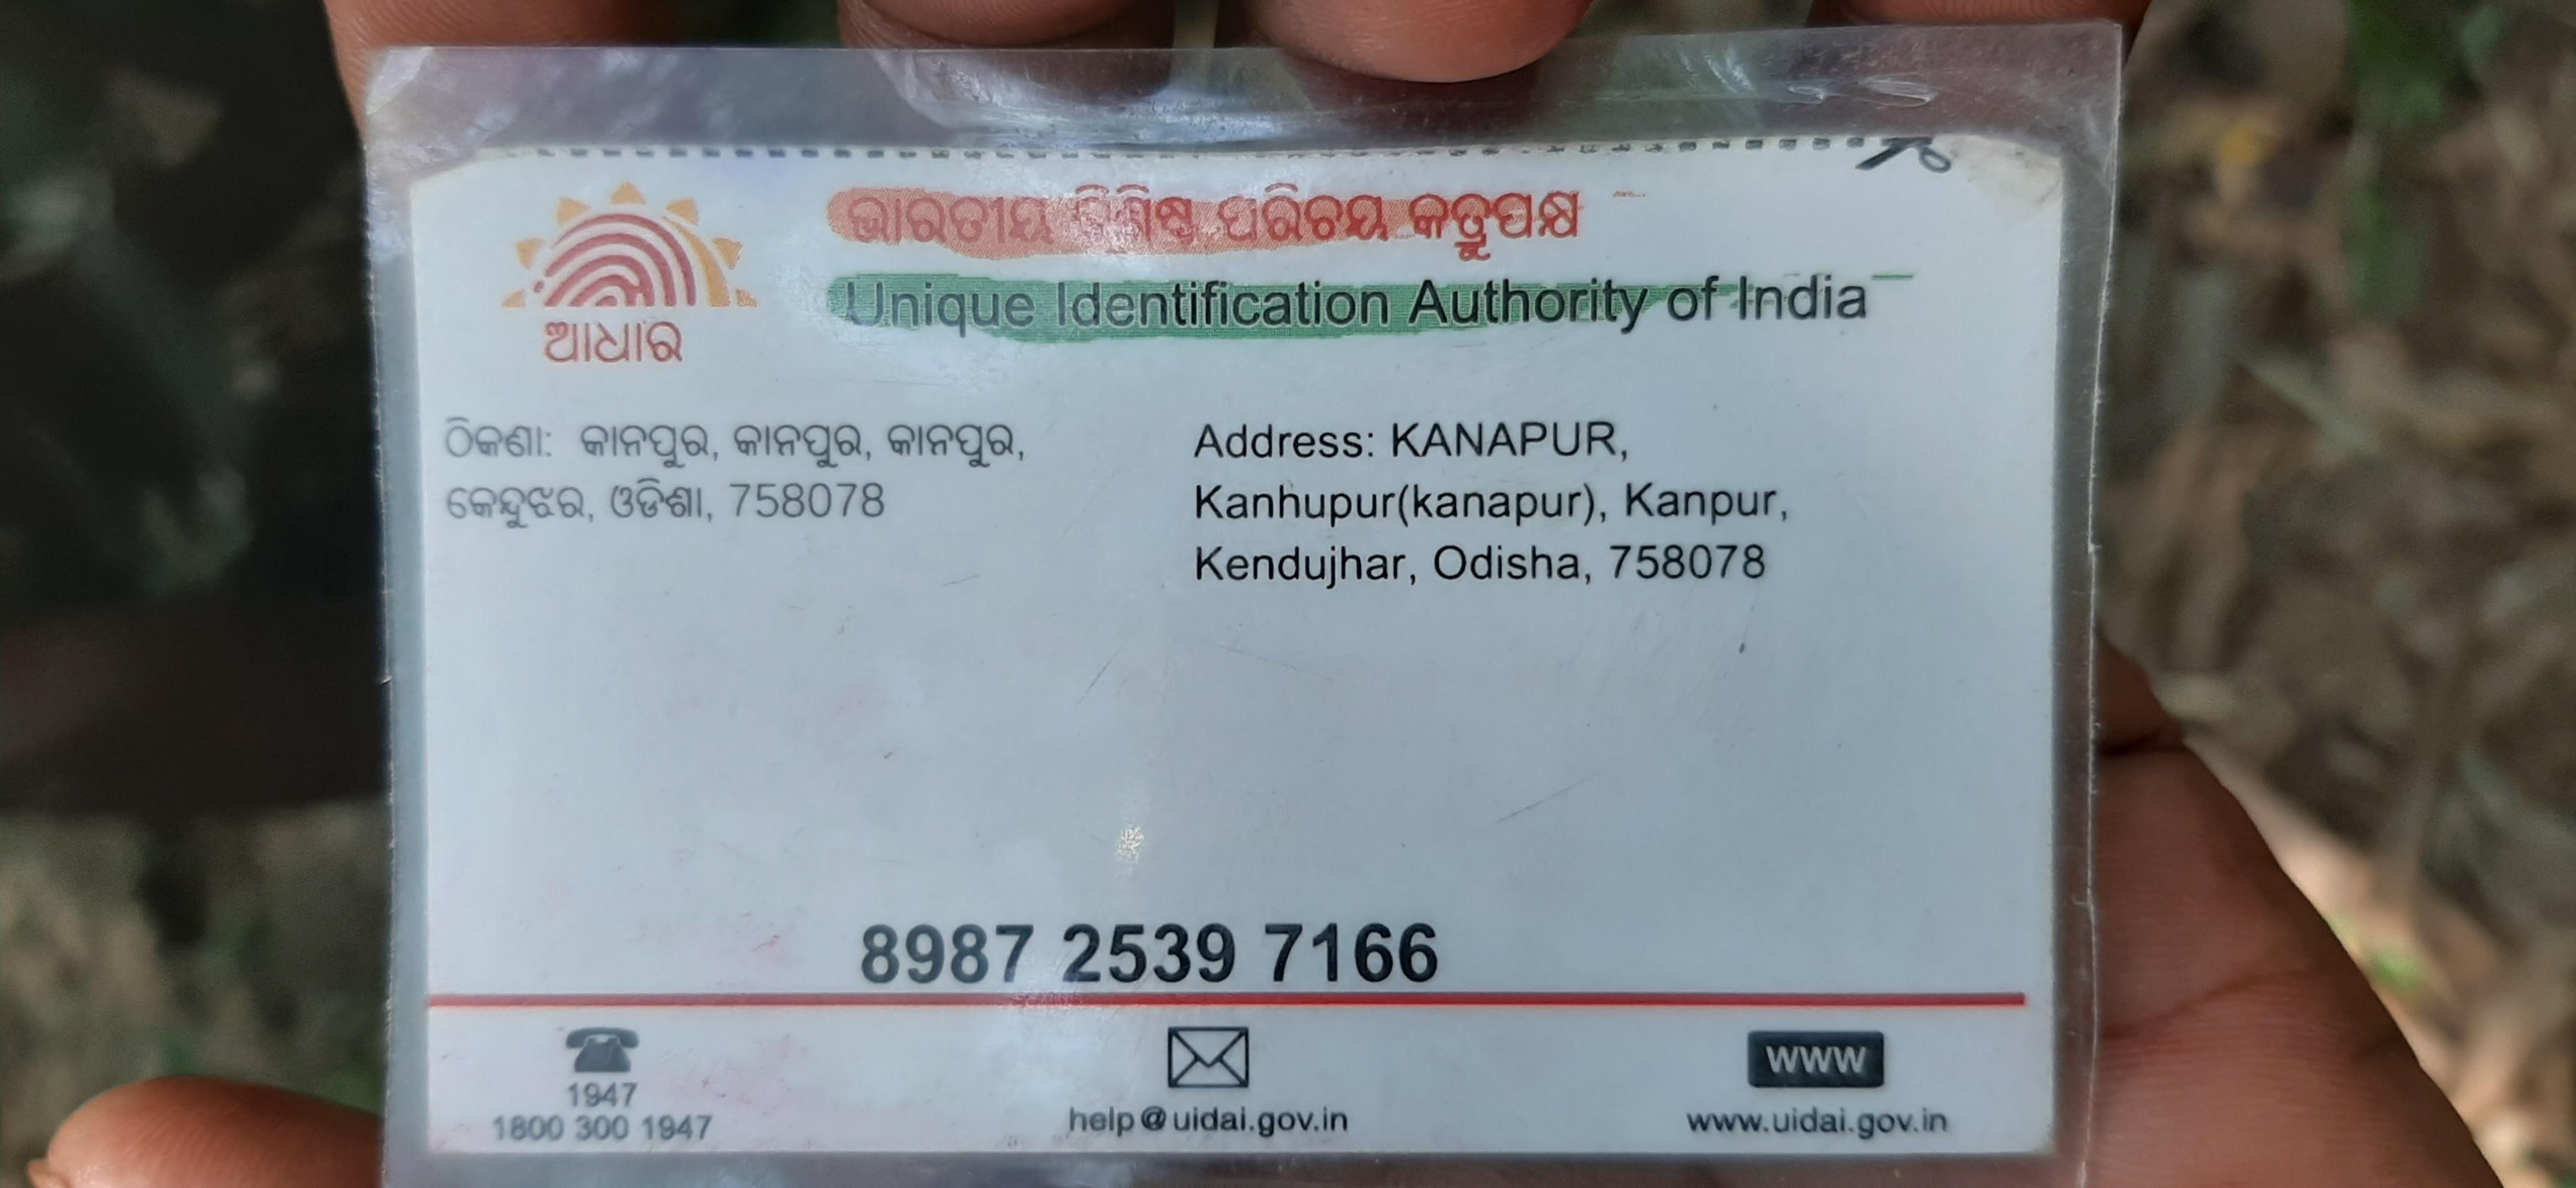 ଭାରତୀୟ ବିଶିଷ୍ଟ ପରିଚୟ କର୍ତ୍ତୃପକ୍ଷ
Unique Identification Authority of India
ଆଧାର
ଠିକଣା: କାନପୁର, କାନପୁର, କାନପୁର,
କେନ୍ଦୁଝର, ଓଡିଶା, 758078
Address: KANAPUR,
Kanhupur(kanapur), Kanpur,
Kendujhar, Odisha, 758078
8987 2539 7166
1947
1800 300 1947
help@uidai.gov.in
www
www.uidai.gov.in